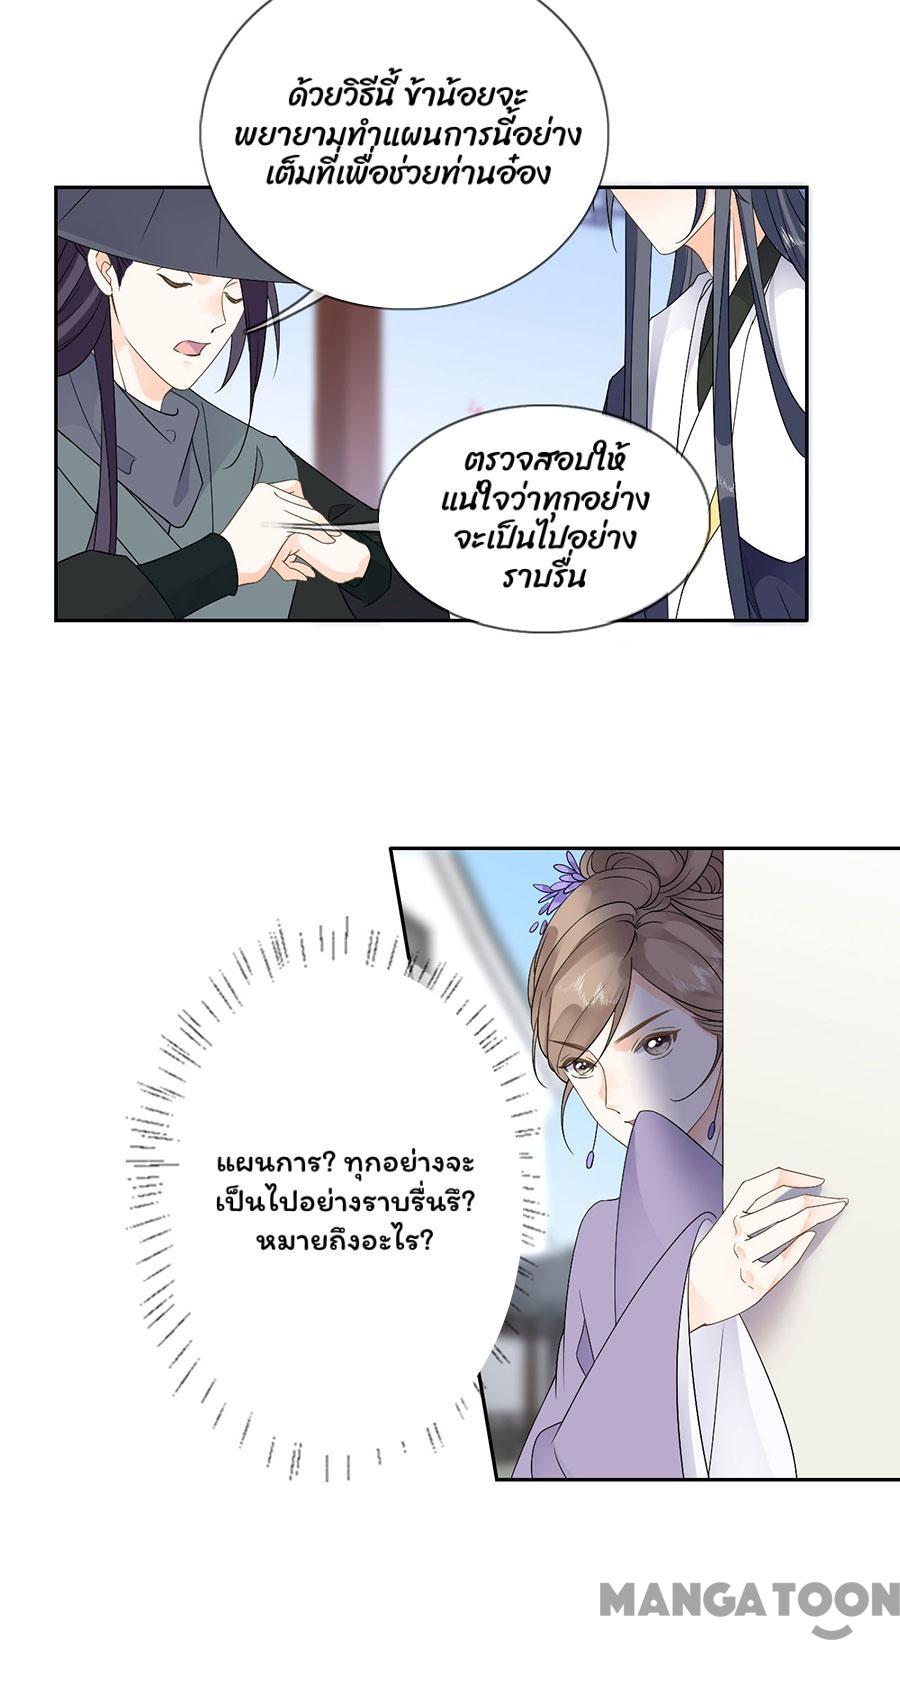 ด้วยวิธีนี้ ข้าน้อยจะ
พยายามทำแผนการนี้อย่าง
เต็มที่เพื่อช่วยท่านอ๋อง
ตรวจสอบให้
แน่ใจว่าทุกอย่าง
จะเป็นไปอย่าง
ราบรื่น
แผนการ? ทุกอย่างจะ
เป็นไปอย่างราบรื่นรึ?
หมายถึงอะไร?
MANGATOON